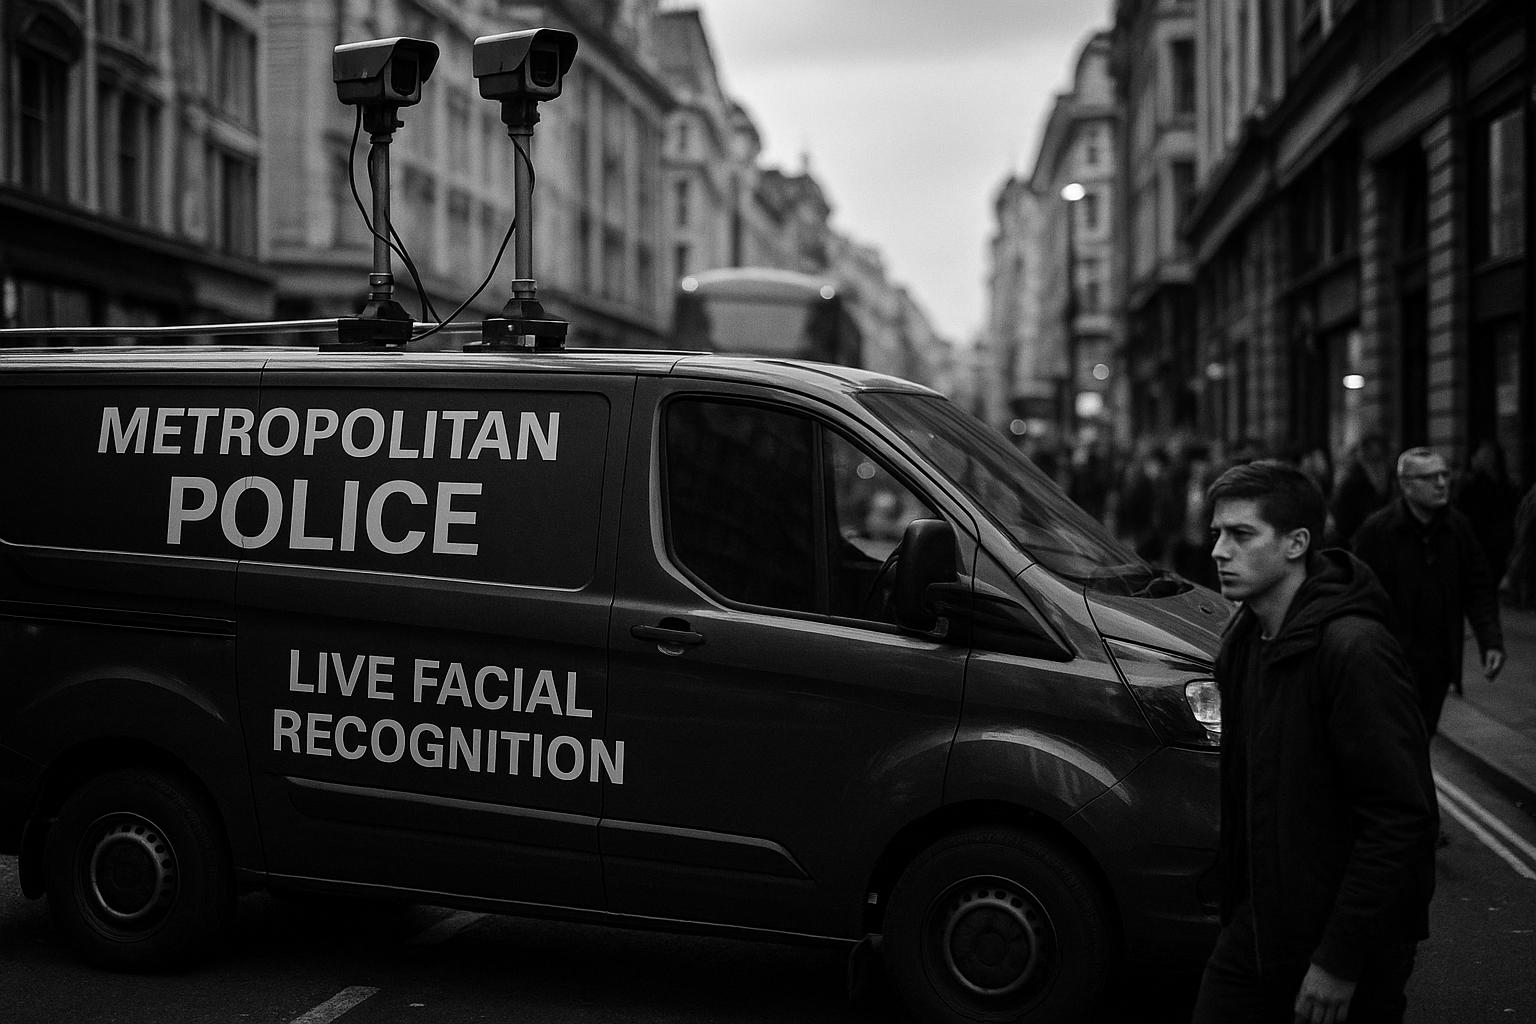 METROPOLITAN
POLICE
LIVE FACIAL
RECOGNITION